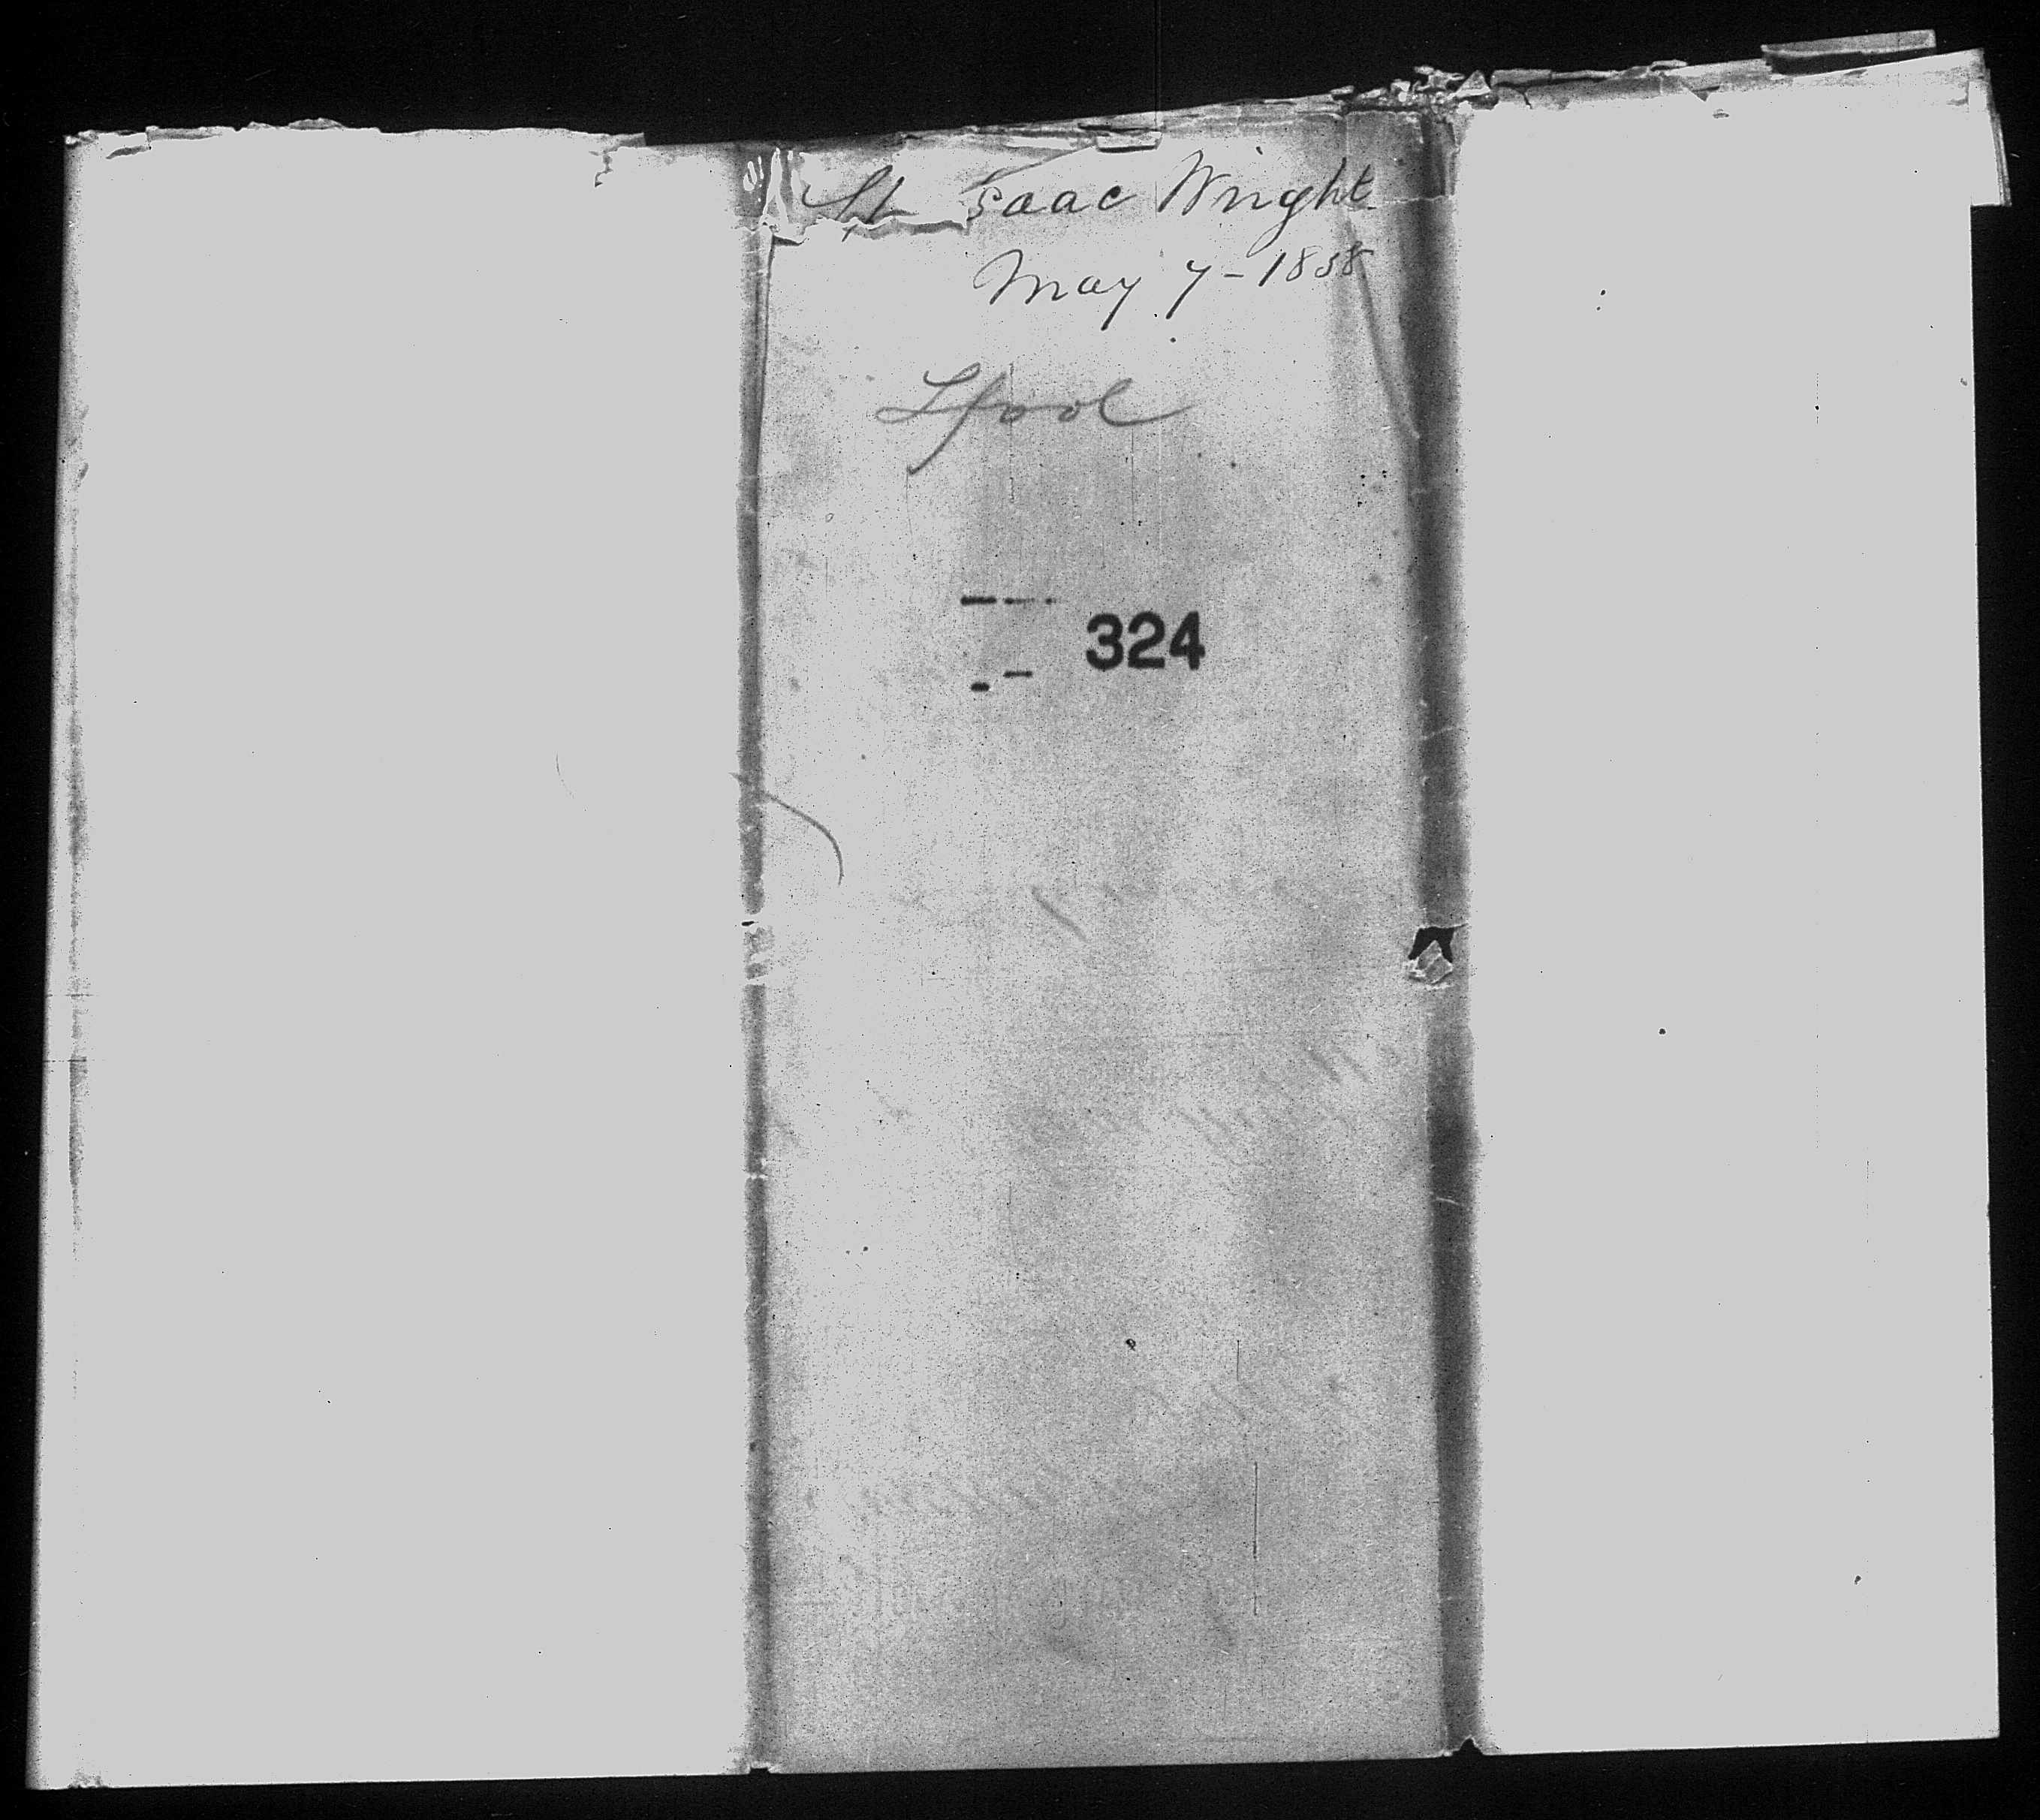 St Isaac Wright
May 7 - 1858
Lpool
324